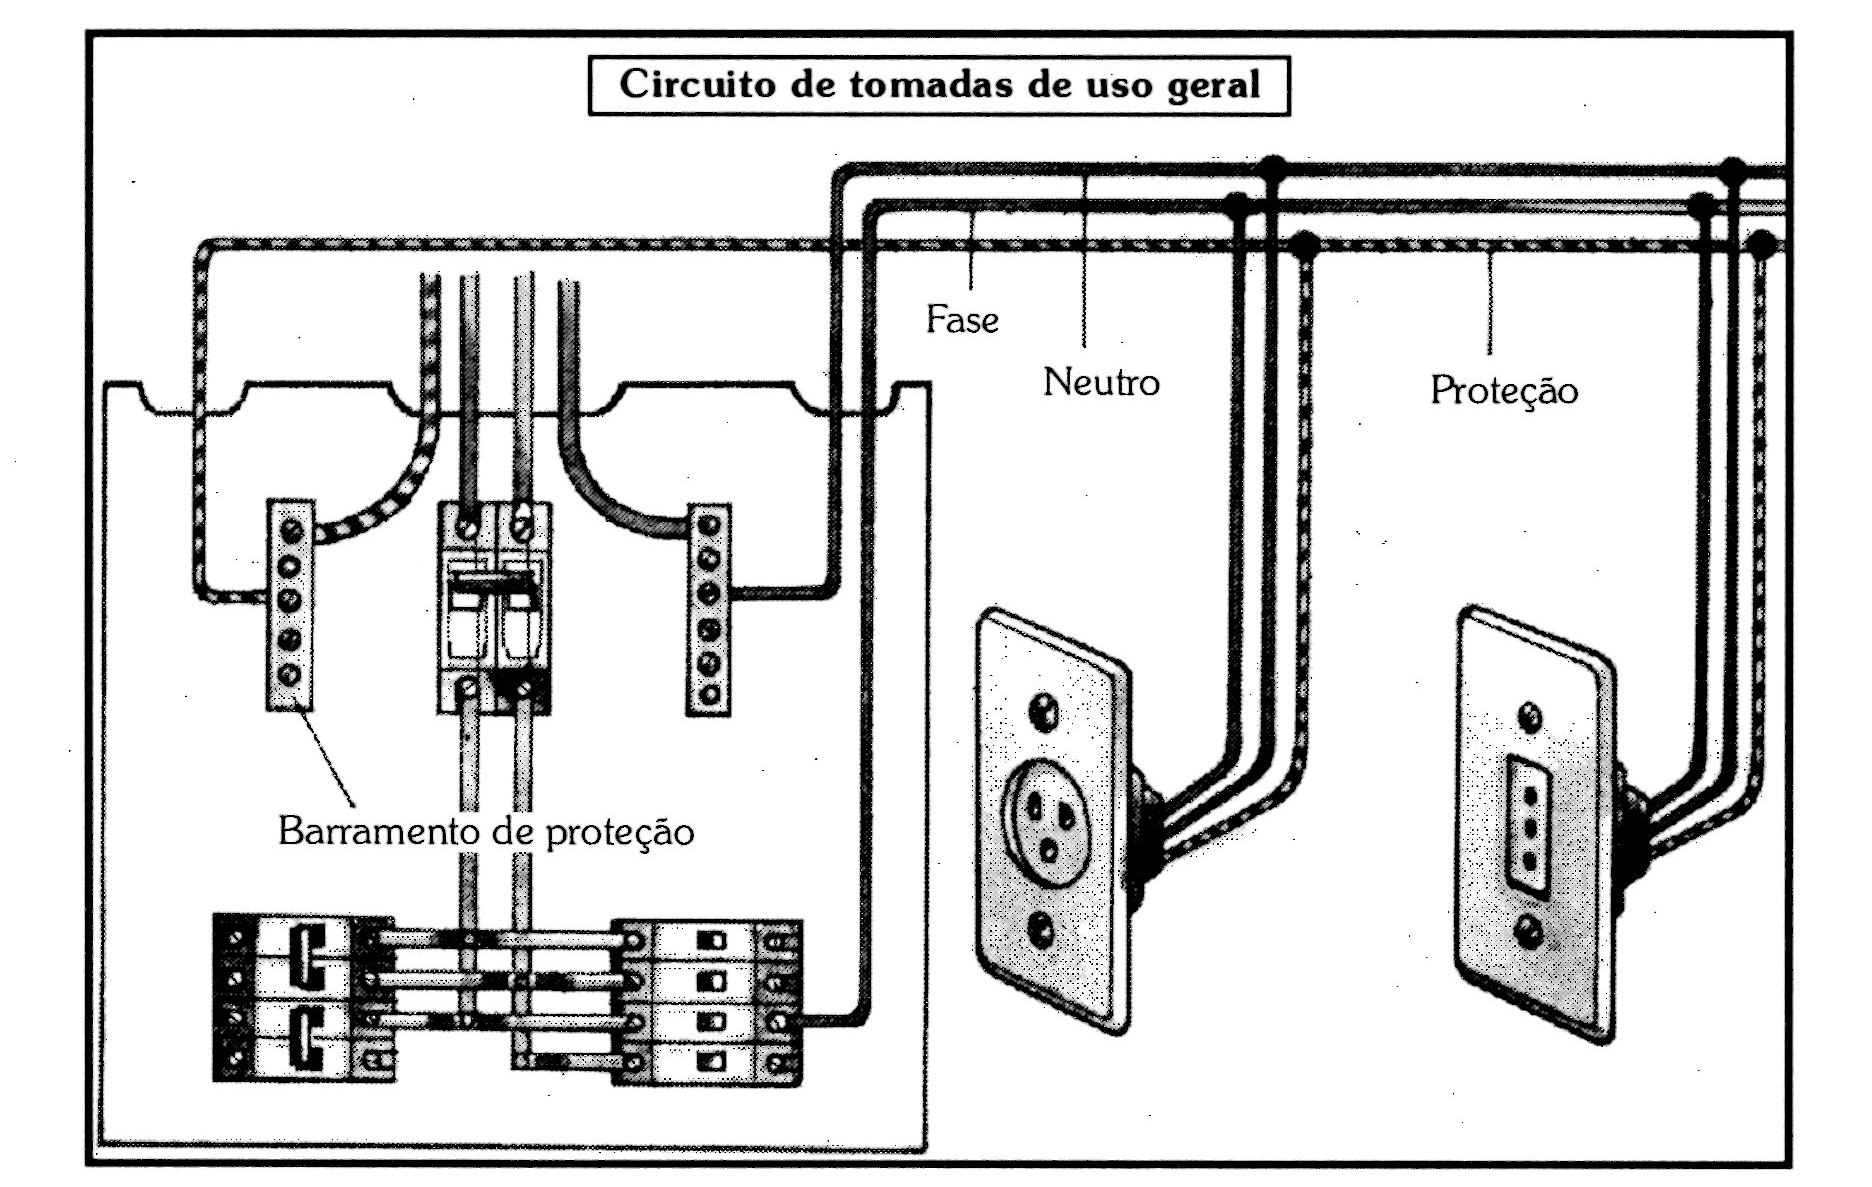 Circuito de tomadas de uso geral
Fase
Neutro
Proteção
Barramento de proteção